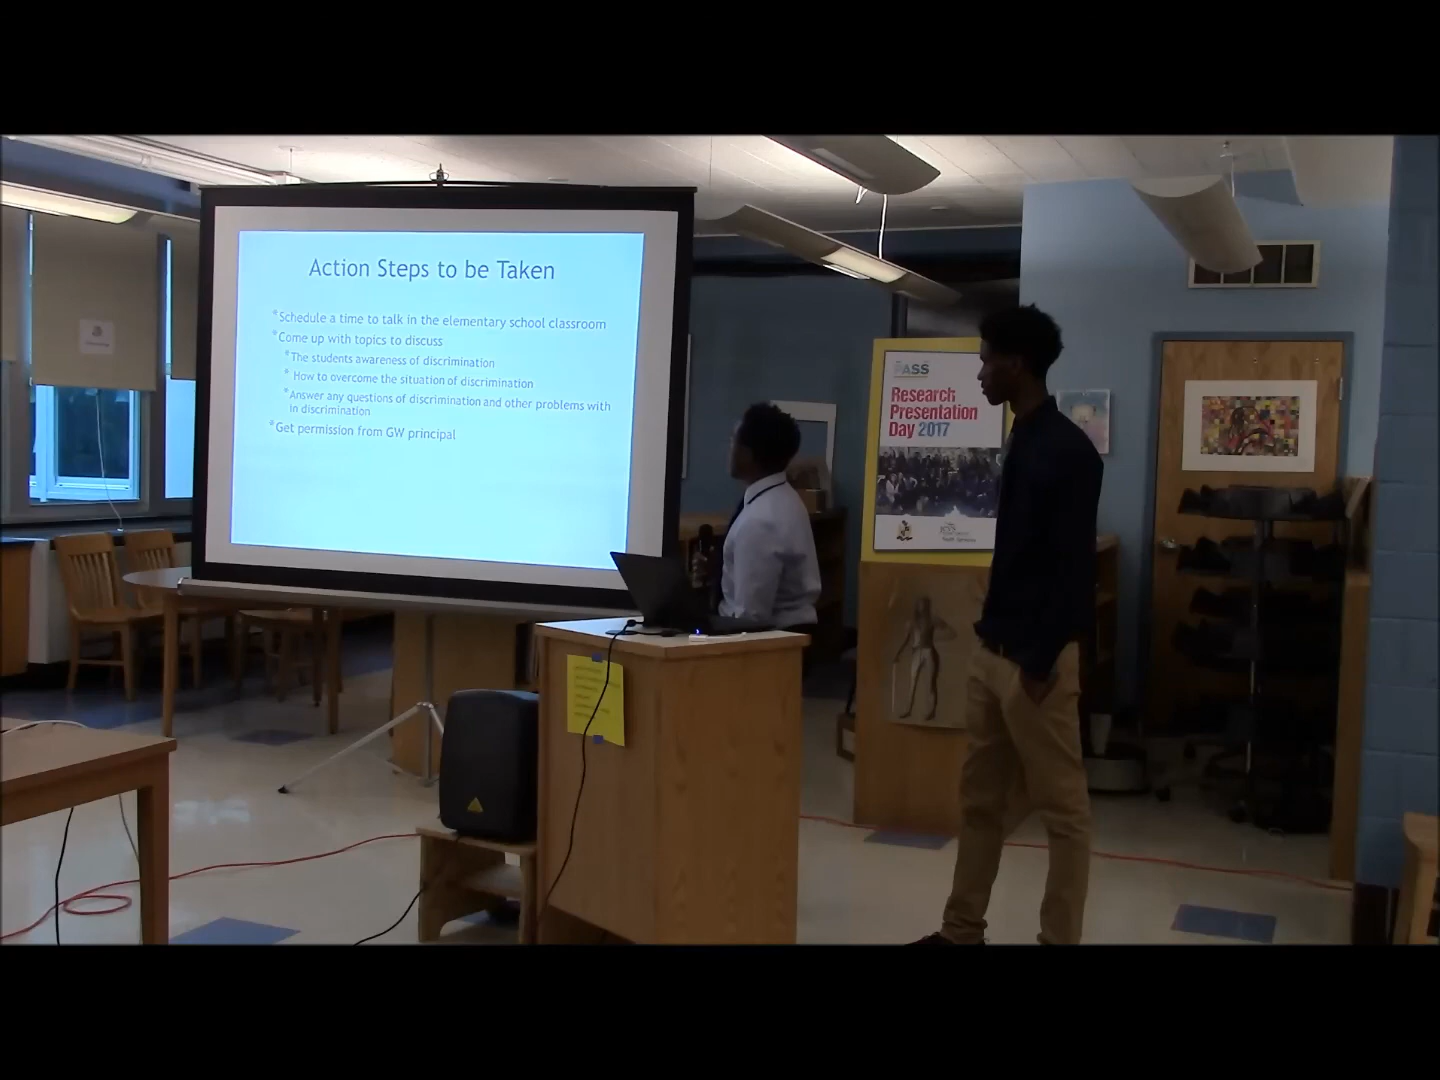 Action Steps to be Taken
*Schedule a time to talk in the elementary school classroom
*Come up with topics to discuss
*The students awareness of discrimination
* How to overcome the situation of discrimination
*Answer any questions of discrimination and other problems with
in discrimination
*Get permission from GW principal
PASS
Research
Presentation
Day 2017